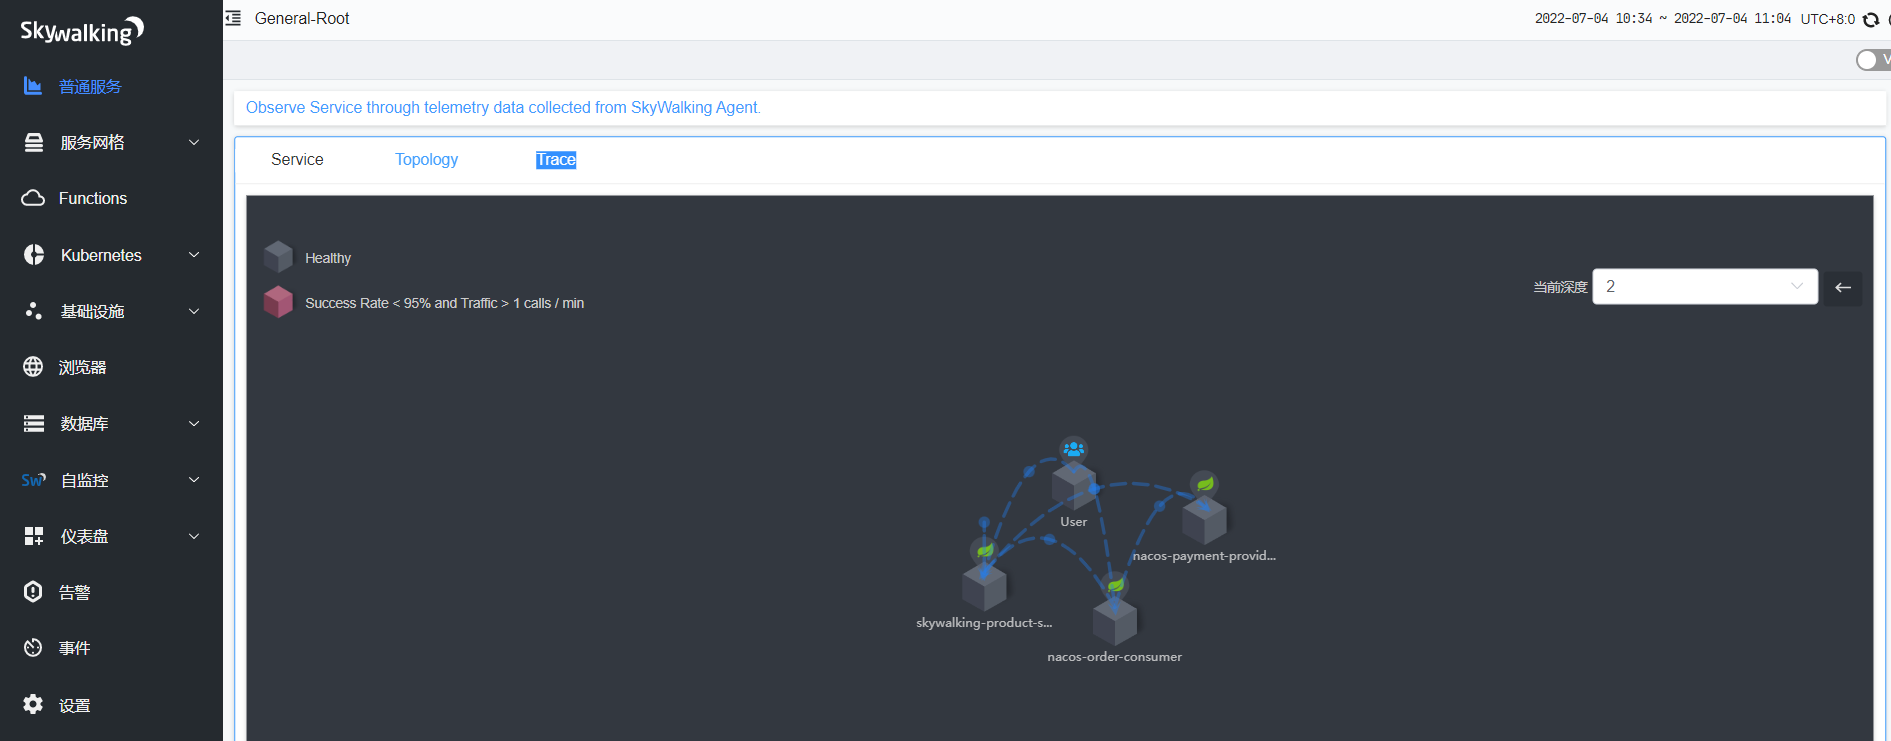 Skywalking
普通服务
服务网格
Functions
Kubernetes
基础设施
浏览器
数据库
Sw
自监控
仪表盘
告警
事件
设置
General-Root
2022-07-04 10:34 ~ 2022-07-04 11:04 UTC+8:0
V
Observe Service through telemetry data collected from SkyWalking Agent.
Service
Topology
Trace
Healthy
Success Rate < 95% and Traffic > 1 calls / min
当前深度
2
User
nacos-payment-provid...
skywalking-product-s...
nacos-order-consumer